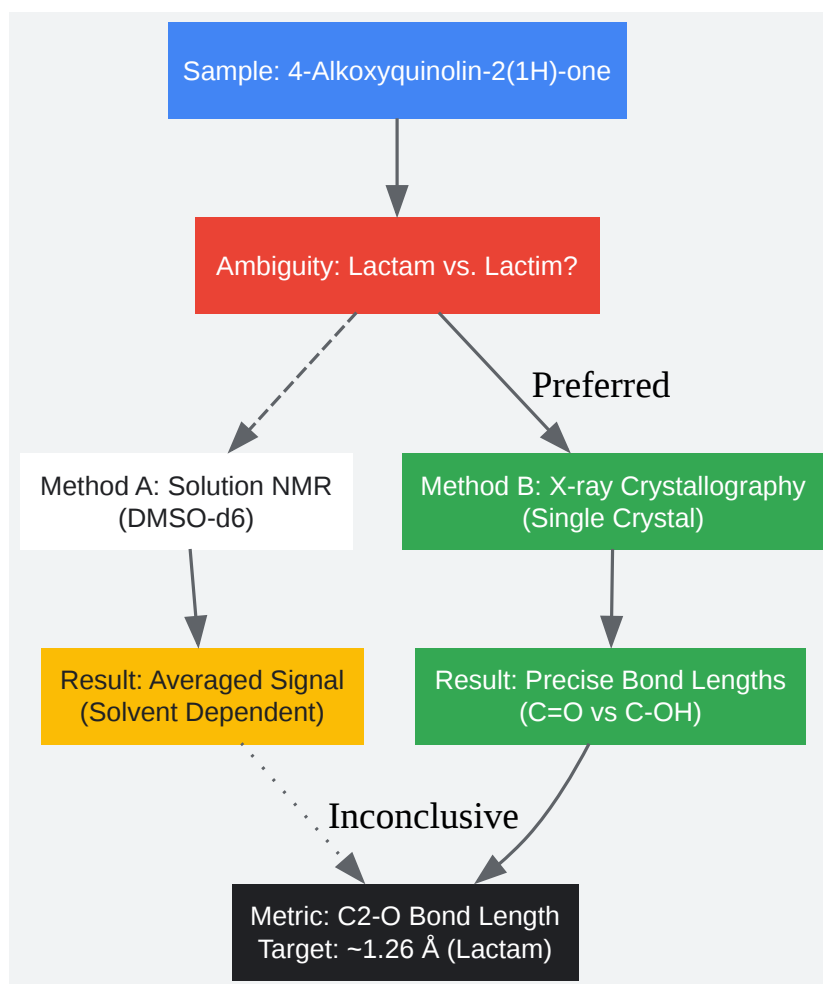 Sample: 4-Alkoxyquinolin-2(1H)-one
Ambiguity: Lactam vs. Lactim?
Preferred
Method A: Solution NMR
(DMSO-d6)
Method B: X-ray Crystallography
(Single Crystal)
Result: Averaged Signal
(Solvent Dependent)
Result: Precise Bond Lengths
(C=O vs C-OH)
Inconclusive
Metric: C2-O Bond Length
Target: ~1.26 Å (Lactam)